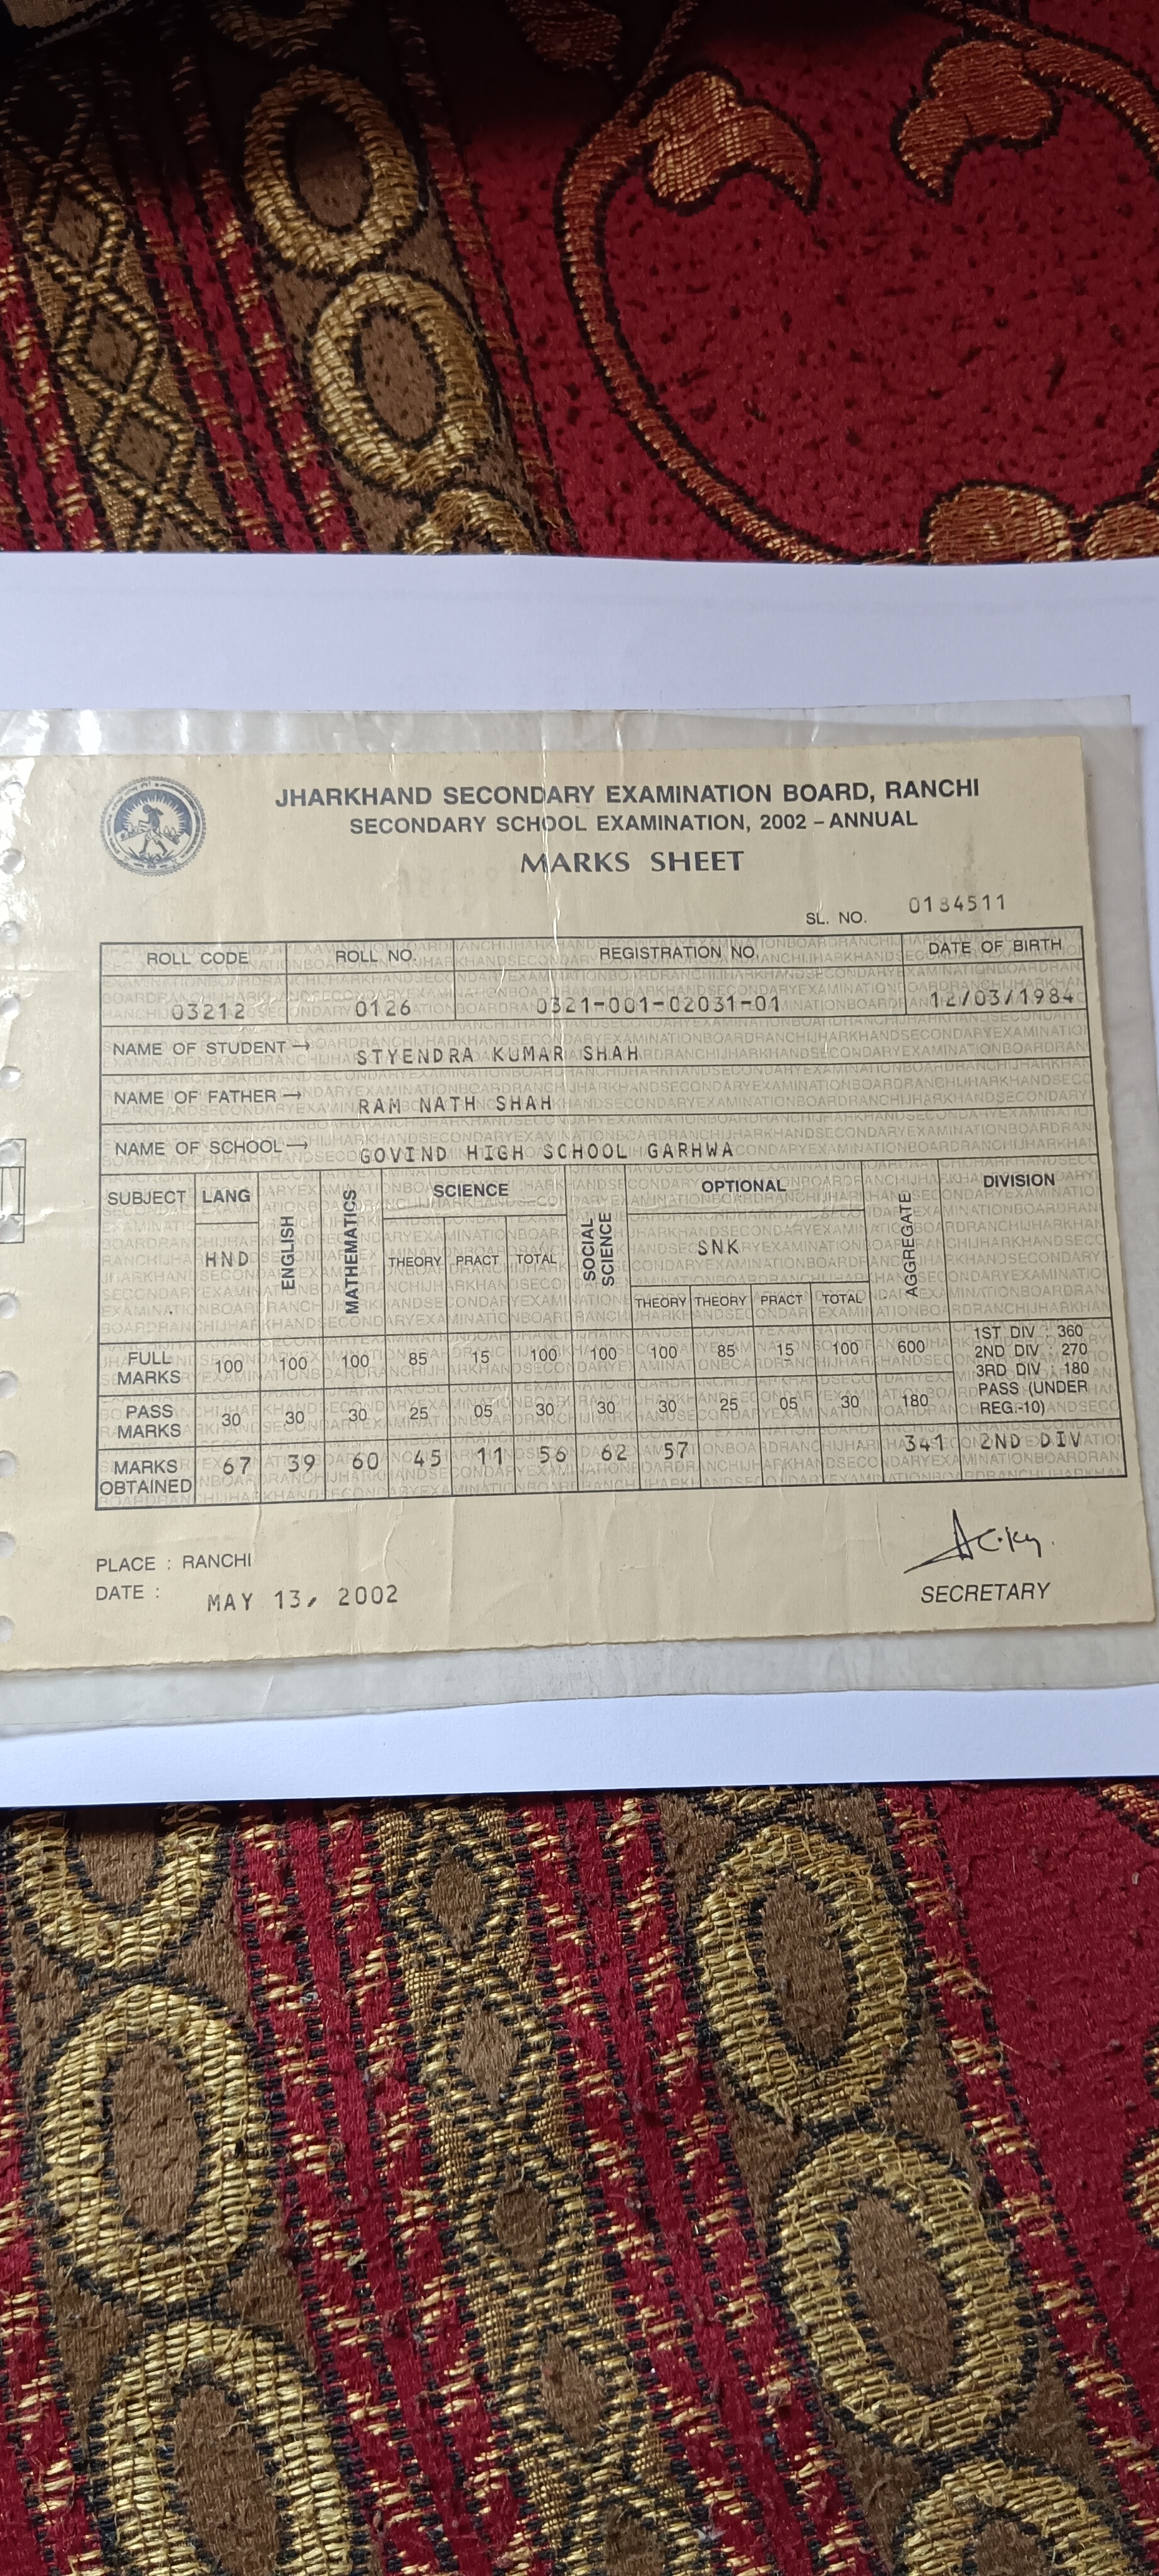 JHARKHAND SECONDARY EXAMINATION BOARD, RANCHI
SECONDARY SCHOOL EXAMINATION, 2002 – ANNUAL
MARKS SHEET
SL. NO. 0184511
ROLL CODE ROLL NO. REGISTRATION NO. DATE OF BIRTH
03212 0126 0321-001-02031-01 12/03/1984
NAME OF STUDENT → STYENDRA KUMAR SHAH
NAME OF FATHER → RAM NATH SHAH
NAME OF SCHOOL → GOVIND HIGH SCHOOL GARHWA
SUBJECT LANG ENGLISH MATHEMATICS SCIENCE SOCIAL SCIENCE OPTIONAL AGGREGATE DIVISION
HND THEORY PRACT TOTAL SNK
THEORY THEORY PRACT TOTAL
FULL MARKS 100 100 100 85 15 100 100 100 85 15 100 600
1ST DIV : 360
2ND DIV : 270
3RD DIV : 180
PASS (UNDER
REG.-10)
PASS MARKS 30 30 30 25 05 30 30 30 25 05 30 180
MARKS OBTAINED 67 39 60 45 11 56 62 57 341 2ND DIV
PLACE : RANCHI
DATE : MAY 13, 2002
SECRETARY